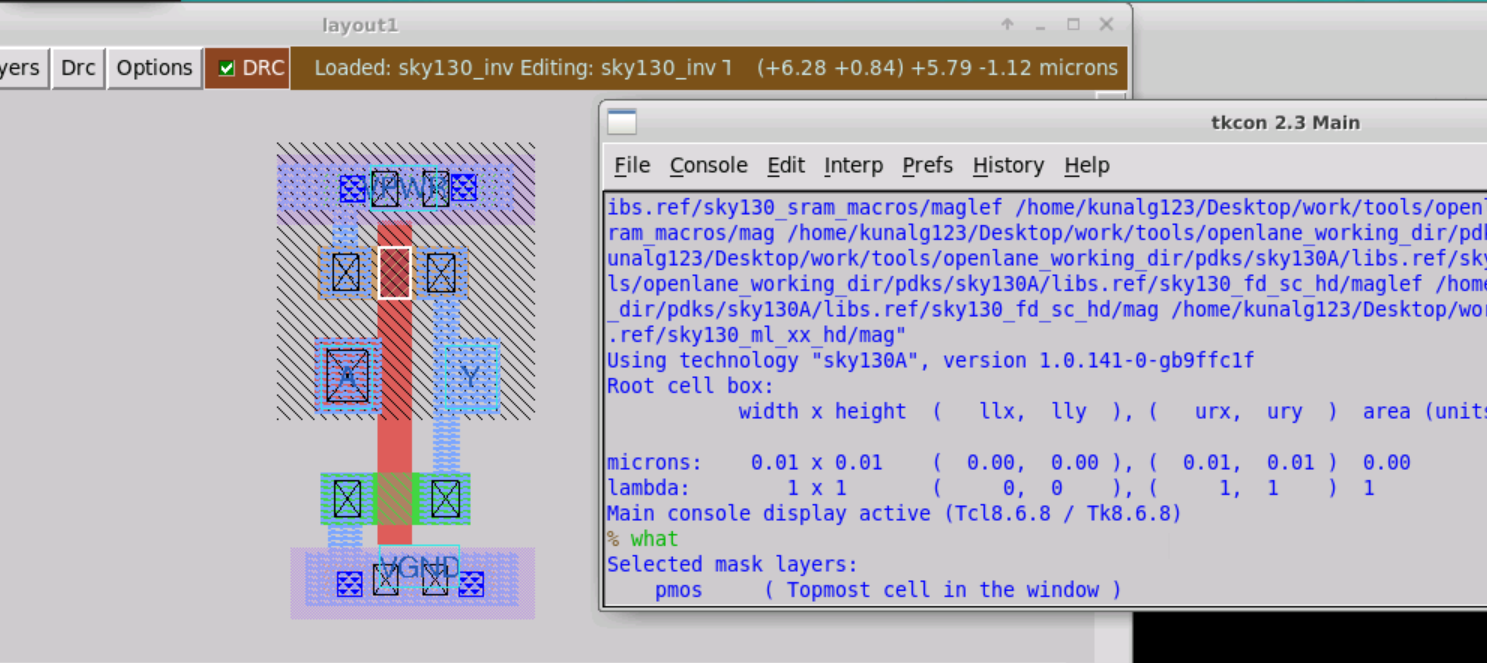 layout1
yers Drc Options DRC Loaded: sky130_inv Editing: sky130_inv T (+6.28 +0.84) +5.79 -1.12 microns
tkcon 2.3 Main
File Console Edit Interp Prefs History Help
ibs.ref/sky130_sram_macros/maglef /home/kunalg123/Desktop/work/tools/openl
ram_macros/mag /home/kunalg123/Desktop/work/tools/openlane_working_dir/pdk
unalg123/Desktop/work/tools/openlane_working_dir/pdks/sky130A/libs.ref/sky
ls/openlane_working_dir/pdks/sky130A/libs.ref/sky130_fd_sc_hd/maglef /home
_dir/pdks/sky130A/libs.ref/sky130_fd_sc_hd/mag /home/kunalg123/Desktop/wor
.ref/sky130_ml_xx_hd/mag"
Using technology "sky130A", version 1.0.141-0-gb9ffc1f
Root cell box:
width x height ( llx, lly ), ( urx, ury ) area (units
microns: 0.01 x 0.01 ( 0.00, 0.00 ), ( 0.01, 0.01 ) 0.00
lambda: 1 x 1 ( 0, 0 ), ( 1, 1 ) 1
Main console display active (Tcl8.6.8 / Tk8.6.8)
% what
Selected mask layers:
pmos ( Topmost cell in the window )
VPWR
A
Y
VGND